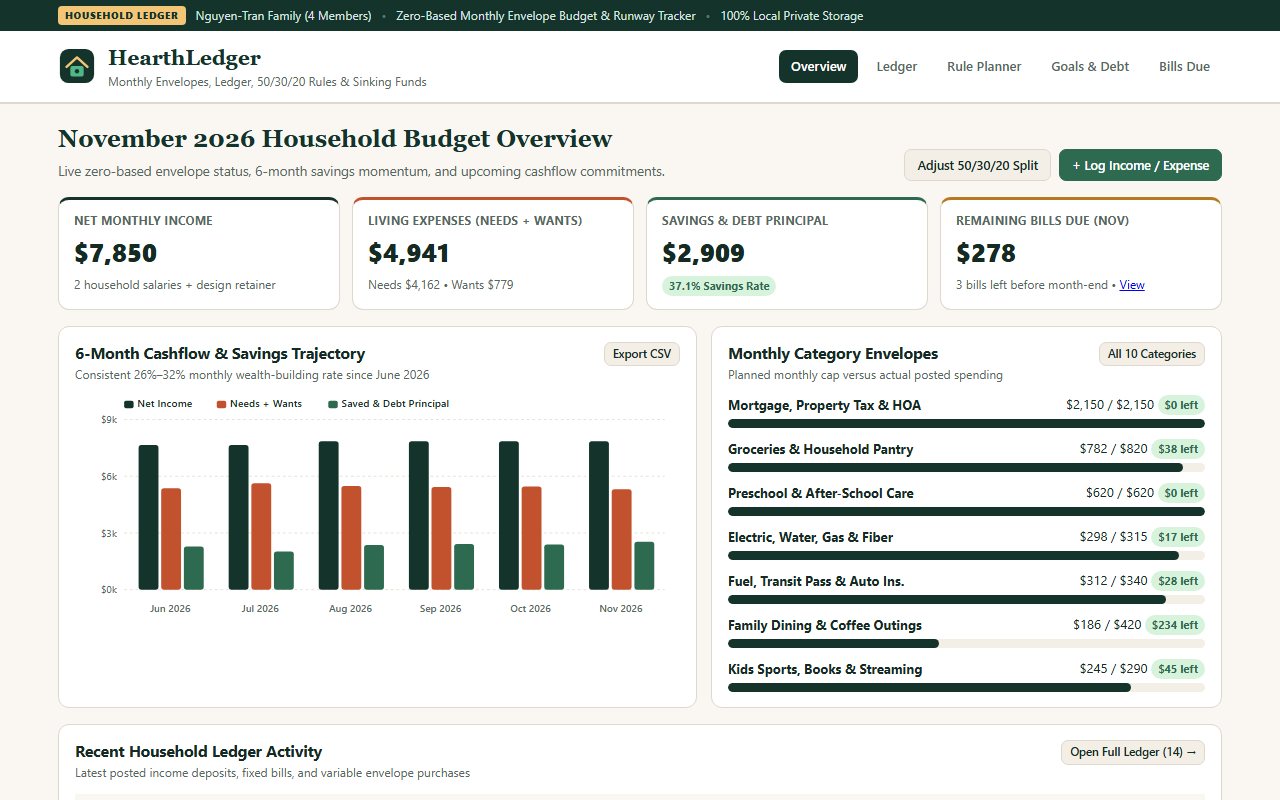 HOUSEHOLD LEDGER Nguyen-Tran Family (4 Members) • Zero-Based Monthly Envelope Budget & Runway Tracker • 100% Local Private Storage
HearthLedger
Monthly Envelopes, Ledger, 50/30/20 Rules & Sinking Funds
Overview Ledger Rule Planner Goals & Debt Bills Due
November 2026 Household Budget Overview
Live zero-based envelope status, 6-month savings momentum, and upcoming cashflow commitments.
Adjust 50/30/20 Split + Log Income / Expense
NET MONTHLY INCOME
$7,850
2 household salaries + design retainer
LIVING EXPENSES (NEEDS + WANTS)
$4,941
Needs $4,162 • Wants $779
SAVINGS & DEBT PRINCIPAL
$2,909
37.1% Savings Rate
REMAINING BILLS DUE (NOV)
$278
3 bills left before month-end • View
6-Month Cashflow & Savings Trajectory
Export CSV
Consistent 26%–32% monthly wealth-building rate since June 2026
Net Income Needs + Wants Saved & Debt Principal
$9k
$6k
$3k
$0k
Jun 2026 Jul 2026 Aug 2026 Sep 2026 Oct 2026 Nov 2026
Monthly Category Envelopes
All 10 Categories
Planned monthly cap versus actual posted spending
Mortgage, Property Tax & HOA $2,150 / $2,150 $0 left
Groceries & Household Pantry $782 / $820 $38 left
Preschool & After-School Care $620 / $620 $0 left
Electric, Water, Gas & Fiber $298 / $315 $17 left
Fuel, Transit Pass & Auto Ins. $312 / $340 $28 left
Family Dining & Coffee Outings $186 / $420 $234 left
Kids Sports, Books & Streaming $245 / $290 $45 left
Recent Household Ledger Activity
Open Full Ledger (14) →
Latest posted income deposits, fixed bills, and variable envelope purchases